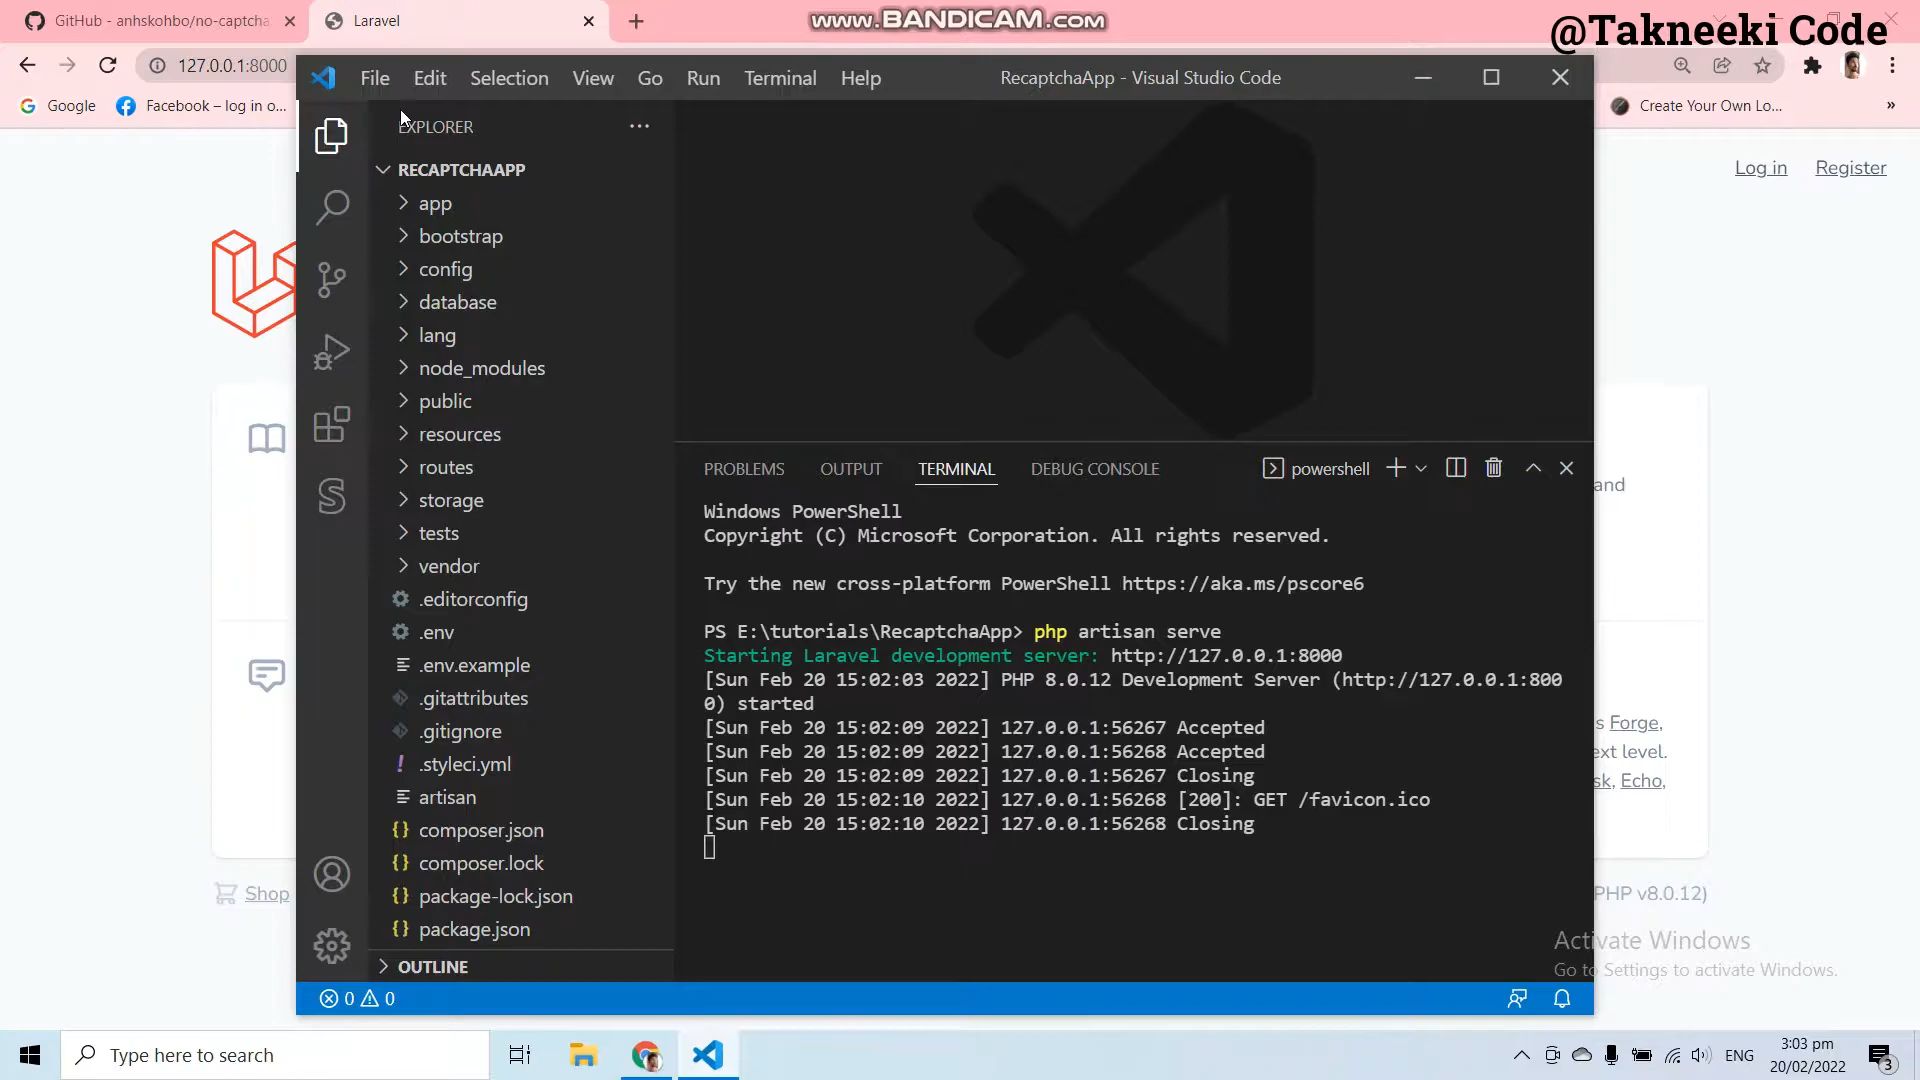 GitHub - anhskohbo/no-captcha
Laravel
www.BANDICAM.com
@Takneeki Code
127.0.0.1:8000
Google
Facebook – log in o...
Create Your Own Lo...
»
File Edit Selection View Go Run Terminal Help
RecaptchaApp - Visual Studio Code
Log in Register
EXPLORER
RECAPTCHAAPP
app
bootstrap
config
database
lang
node_modules
public
resources
routes
storage
tests
vendor
.editorconfig
.env
.env.example
.gitattributes
.gitignore
.styleci.yml
artisan
composer.json
composer.lock
package-lock.json
package.json
OUTLINE
PROBLEMS OUTPUT TERMINAL DEBUG CONSOLE
powershell
Windows PowerShell
Copyright (C) Microsoft Corporation. All rights reserved.
Try the new cross-platform PowerShell https://aka.ms/pscore6
PS E:\tutorials\RecaptchaApp> php artisan serve
Starting Laravel development server: http://127.0.0.1:8000
[Sun Feb 20 15:02:03 2022] PHP 8.0.12 Development Server (http://127.0.0.1:800
0) started
[Sun Feb 20 15:02:09 2022] 127.0.0.1:56267 Accepted
[Sun Feb 20 15:02:09 2022] 127.0.0.1:56268 Accepted
[Sun Feb 20 15:02:09 2022] 127.0.0.1:56267 Closing
[Sun Feb 20 15:02:10 2022] 127.0.0.1:56268 [200]: GET /favicon.ico
[Sun Feb 20 15:02:10 2022] 127.0.0.1:56268 Closing
and
s Forge,
ext level.
sk, Echo,
Shop
PHP v8.0.12)
Activate Windows
Go to Settings to activate Windows.
0 0
Type here to search
ENG
3:03 pm
20/02/2022
3